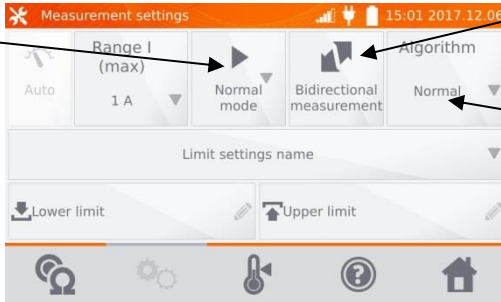 Measurement settings 15:01 2017.12.06
Auto
Range I
(max)
1 A
Normal
mode
Bidirectional
measurement
Algorithm
Normal
Limit settings name
Lower limit Upper limit